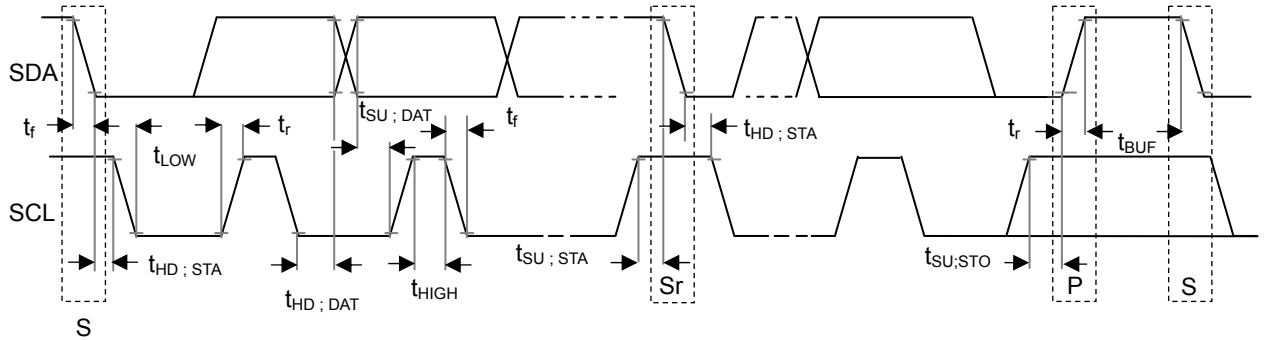 SDA
t_f
t_r
t_SU ; DAT
t_f
t_HD ; STA
t_r
t_BUF
t_LOW
SCL
t_HD ; STA
t_HD ; DAT
t_HIGH
t_SU ; STA
Sr
t_SU;STO
P
S
S